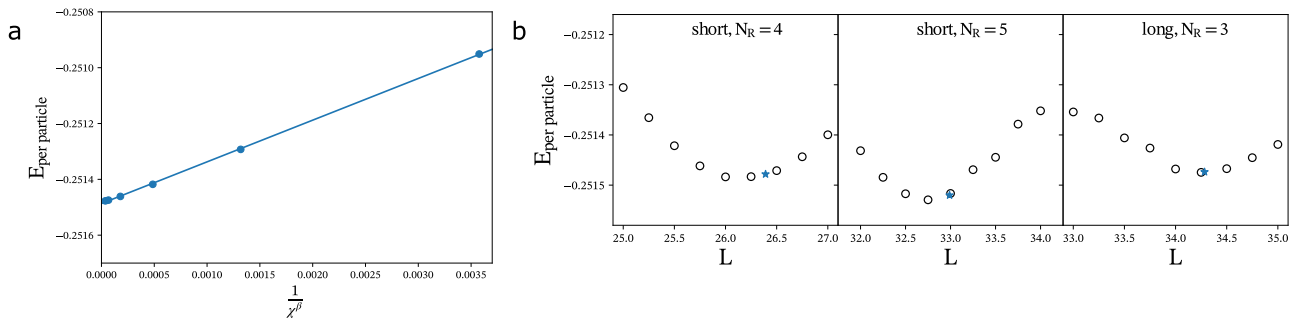 a
−0.2508
−0.2510
−0.2512
−0.2514
−0.2516
E per particle
0.0000 0.0005 0.0010 0.0015 0.0020 0.0025 0.0030 0.0035
1
χ^β
b
−0.2512
−0.2513
−0.2514
−0.2515
E per particle
short, N_R = 4
25.0 25.5 26.0 26.5 27.0
L
short, N_R = 5
32.0 32.5 33.0 33.5 34.0
L
long, N_R = 3
33.0 33.5 34.0 34.5 35.0
L